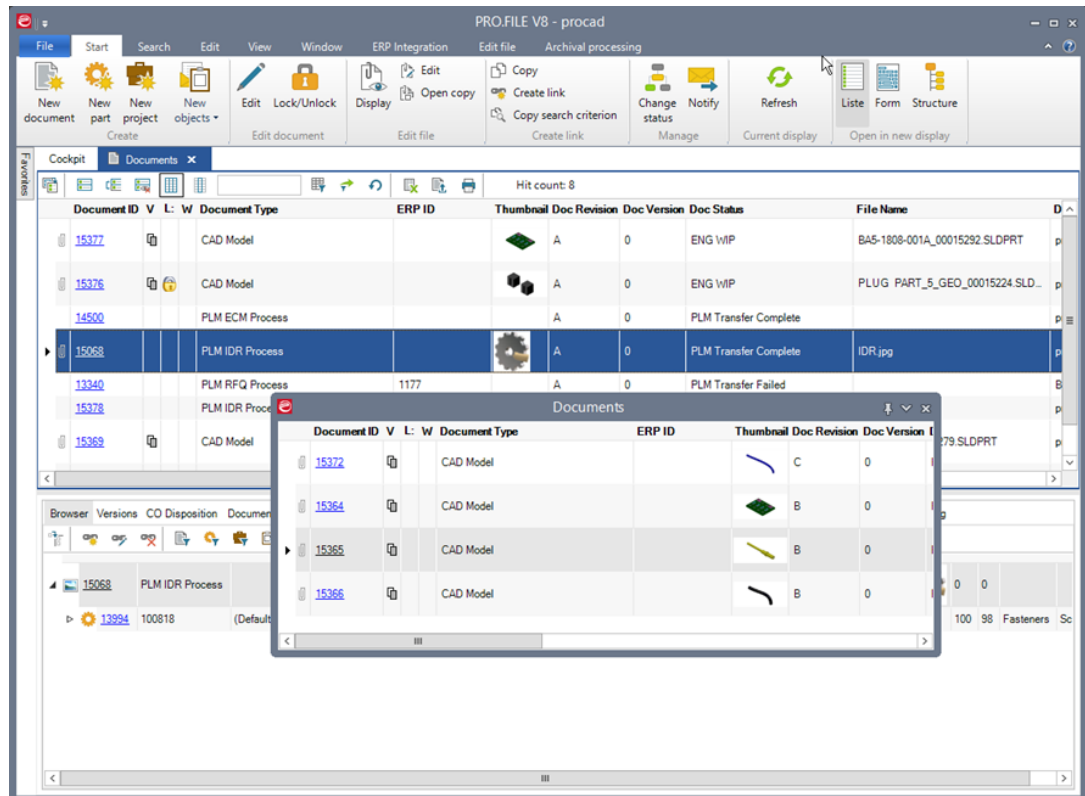 PRO.FILE V8 - procad
File Start Search Edit View Window ERP Integration Edit file Archival processing
New document New part New project New objects Edit Lock/Unlock Display Edit Open copy Copy Create link Copy search criterion Change status Notify Refresh Liste Form Structure
Create Edit document Edit file Create link Manage Current display Open in new display
Favorites
Cockpit Documents
Hit count: 8
Document ID V L: W Document Type ERP ID Thumbnail Doc Revision Doc Version Doc Status File Name D
15377 CAD Model A 0 ENG WIP BA5-1808-001A_00015292.SLDPRT p
15376 CAD Model A 0 ENG WIP PLUG PART_5_GEO_00015224.SLD... p
14500 PLM ECM Process A 0 PLM Transfer Complete p
15068 PLM IDR Process A 0 PLM Transfer Complete IDR.jpg p
13340 PLM RFQ Process 1177 A 0 PLM Transfer Failed B
15378 PLM IDR Proce p
15369 CAD Model 279.SLDPRT p
Documents
Document ID V L: W Document Type ERP ID Thumbnail Doc Revision Doc Version D
15372 CAD Model C 0
15364 CAD Model B 0
15365 CAD Model B 0
15366 CAD Model B 0
Browser Versions CO Disposition Documen g
15068 PLM IDR Process 0 0
13994 100818 (Default 100 98 Fasteners Sc